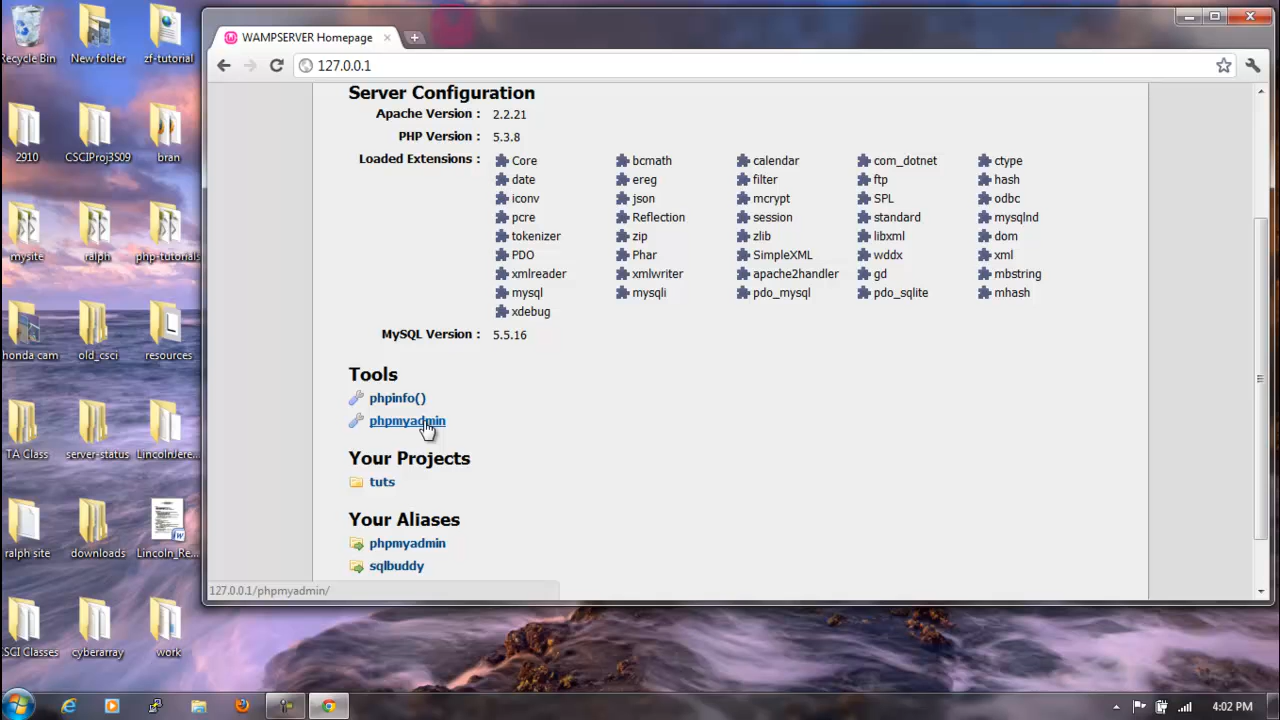 Recycle Bin
New folder
zf-tutorial
2910
CSCIProj3S09
bran
mysite
ralph
php-tutorial
honda cam
old_csci
resources
TA Class
server-status
LincolnJere...
ralph site
downloads
Lincoln_Re...
CSCI Classes
cyberarray
work
WAMPSERVER Homepage
127.0.0.1
Server Configuration
Apache Version : 2.2.21
PHP Version : 5.3.8
Loaded Extensions : Core bcmath calendar com_dotnet ctype
date ereg filter ftp hash
iconv json mcrypt SPL odbc
pcre Reflection session standard mysqlnd
tokenizer zip zlib libxml dom
PDO Phar SimpleXML wddx xml
xmlreader xmlwriter apache2handler gd mbstring
mysql mysqli pdo_mysql pdo_sqlite mhash
xdebug
MySQL Version : 5.5.16
Tools
phpinfo()
phpmyadmin
Your Projects
tuts
Your Aliases
phpmyadmin
sqlbuddy
127.0.0.1/phpmyadmin/
4:02 PM